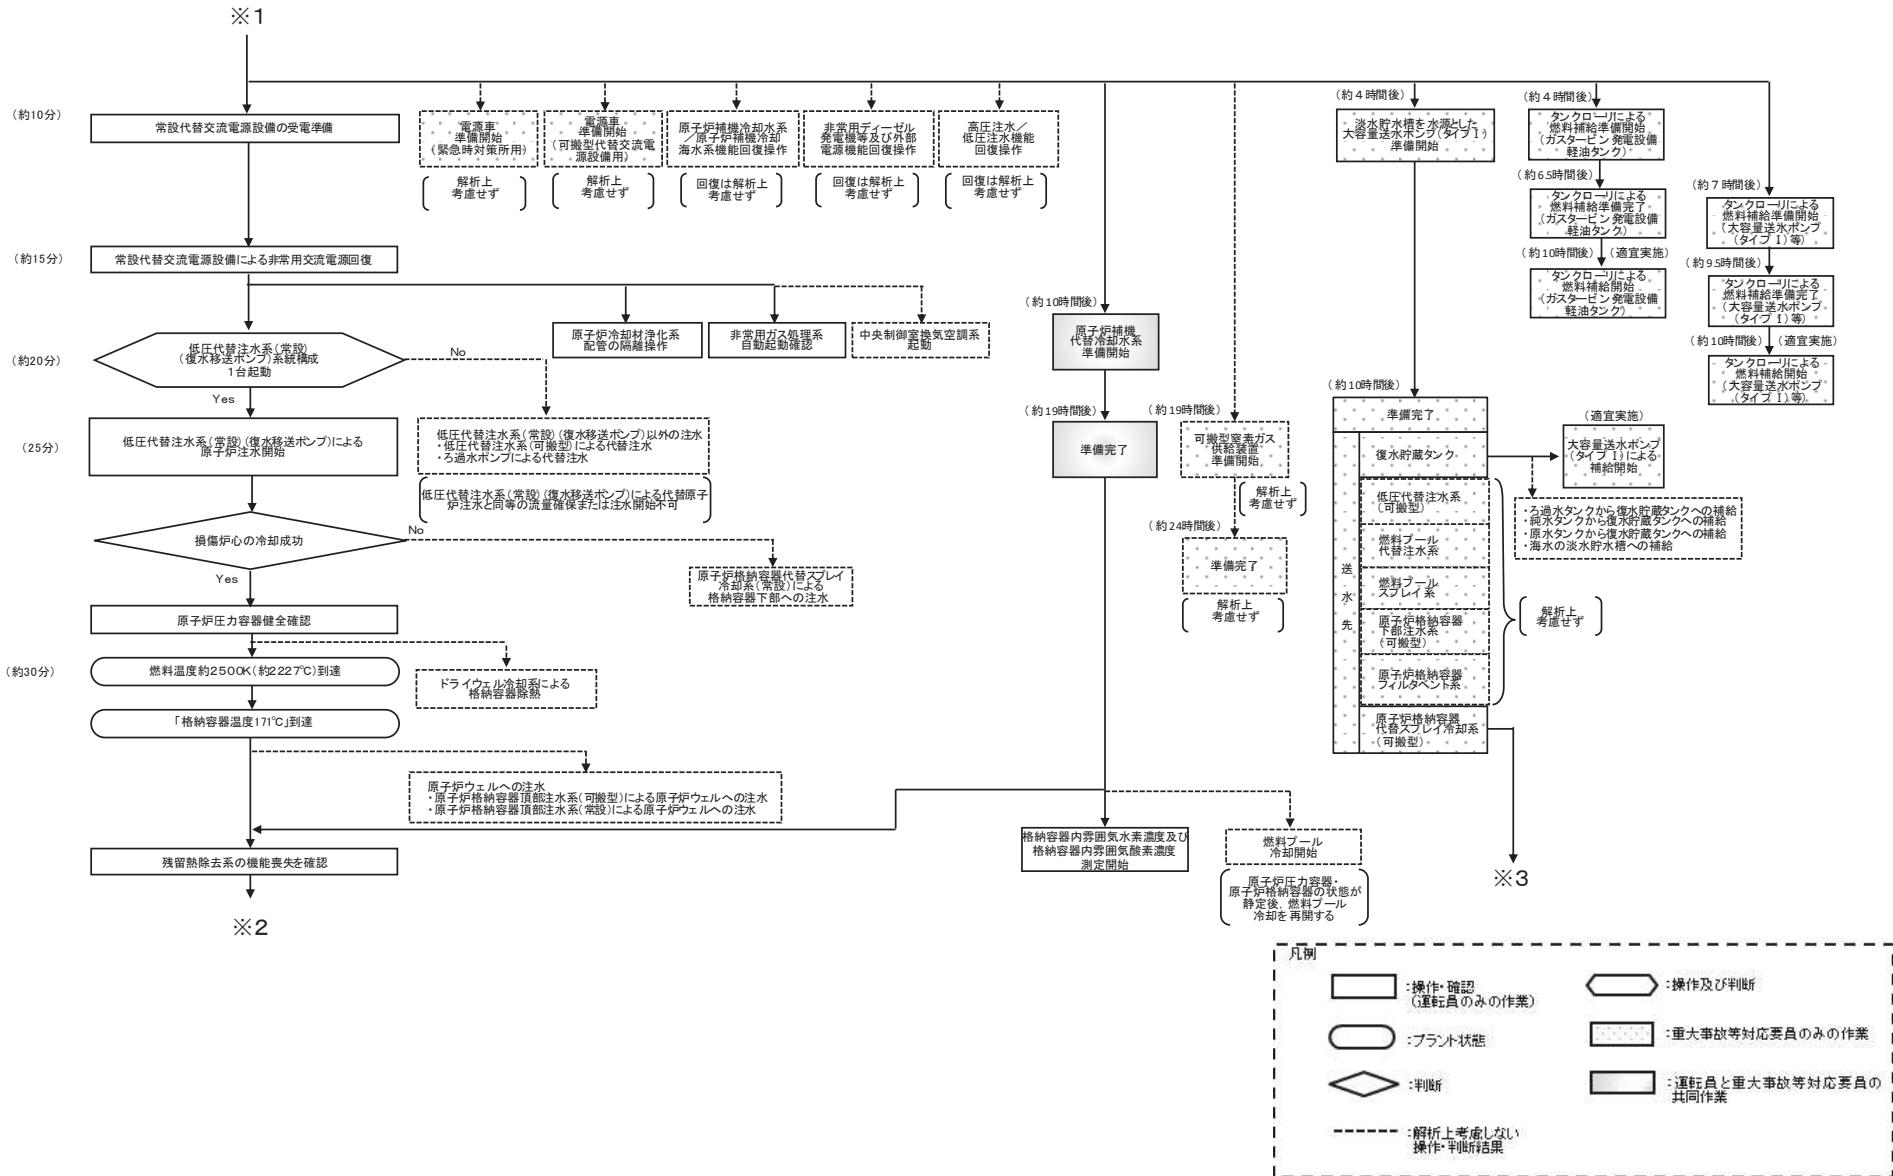 ※1
(約10分)
常設代替交流電源設備の受電準備
電源車
準備開始
(緊急時対策所用)
解析上
考慮せず
電源車
準備開始
(可搬型代替交流電
源設備用)
解析上
考慮せず
原子炉補機冷却水系
/原子炉補機冷却
海水系機能回復操作
回復は解析上
考慮せず
非常用ディーゼル
発電機等及び外部
電源機能回復操作
回復は解析上
考慮せず
高圧注水/
低圧注水機能
回復操作
回復は解析上
考慮せず
(約15分)
常設代替交流電源設備による非常用交流電源回復
原子炉冷却材浄化系
配管の隔離操作
非常用ガス処理系
自動起動確認
中央制御室換気空調系
起動
(約20分)
低圧代替注水系(常設)
(復水移送ポンプ)系統構成
1台起動
No
Yes
(25分)
低圧代替注水系(常設)(復水移送ポンプ)による
原子炉注水開始
低圧代替注水系(常設)(復水移送ポンプ)以外の注水
・低圧代替注水系(可搬型)による代替注水
・ろ過水ポンプによる代替注水
低圧代替注水系(常設)(復水移送ポンプ)による代替原子
炉注水と同等の流量確保または注水開始不可
損傷炉心の冷却成功
No
Yes
原子炉格納容器代替スプレイ
冷却系(常設)による
格納容器下部への注水
原子炉圧力容器健全確認
(約30分)
燃料温度約2500K(約2227℃)到達
ドライウェル冷却系による
格納容器除熱
「格納容器温度171℃」到達
原子炉ウェルへの注水
・原子炉格納容器頂部注水系(可搬型)による原子炉ウェルへの注水
・原子炉格納容器頂部注水系(常設)による原子炉ウェルへの注水
残留熱除去系の機能喪失を確認
※2
(約10時間後)
原子炉補機
代替冷却水系
準備開始
(約19時間後)
準備完了
格納容器内雰囲気水素濃度及び
格納容器内雰囲気酸素濃度
測定開始
(約19時間後)
可搬型窒素ガス
供給装置
準備開始
解析上
考慮せず
(約24時間後)
準備完了
解析上
考慮せず
燃料プール
冷却開始
原子炉圧力容器・
原子炉格納容器の状態が
静定後,燃料プール
冷却を再開する
(約4時間後)
淡水貯水槽を水源とした
大容量送水ポンプ(タイプⅠ)
準備開始
(約10時間後)
準備完了
送水先
復水貯蔵タンク
低圧代替注水系
(可搬型)
燃料プール
代替注水系
燃料プール
スプレイ系
原子炉格納容器
下部注水系
(可搬型)
原子炉格納容器
フィルタベント系
原子炉格納容器
代替スプレイ冷却系
(可搬型)
解析上
考慮せず
(適宜実施)
大容量送水ポンプ
(タイプⅠ)による
補給開始
・ろ過水タンクから復水貯蔵タンクへの補給
・純水タンクから復水貯蔵タンクへの補給
・原水タンクから復水貯蔵タンクへの補給
・海水の淡水貯水槽への補給
※3
(約4時間後)
タンクローリによる
燃料補給準備開始
(ガスタービン発電設備
軽油タンク)
(約6.5時間後)
タンクローリによる
燃料補給準備完了
(ガスタービン発電設備
軽油タンク)
(約10時間後)
(適宜実施)
タンクローリによる
燃料補給開始
(ガスタービン発電設備
軽油タンク)
(約7時間後)
タンクローリによる
燃料補給準備開始
(大容量送水ポンプ
(タイプⅠ)等)
(約9.5時間後)
タンクローリによる
燃料補給準備完了
(大容量送水ポンプ
(タイプⅠ)等)
(約10時間後)
(適宜実施)
タンクローリによる
燃料補給開始
(大容量送水ポンプ
(タイプⅠ)等)
凡例
:操作・確認
(運転員のみの作業)
:操作及び判断
:プラント状態
:重大事故等対応要員のみの作業
:判断
:運転員と重大事故等対応要員の
共同作業
:解析上考慮しない
操作・判断結果